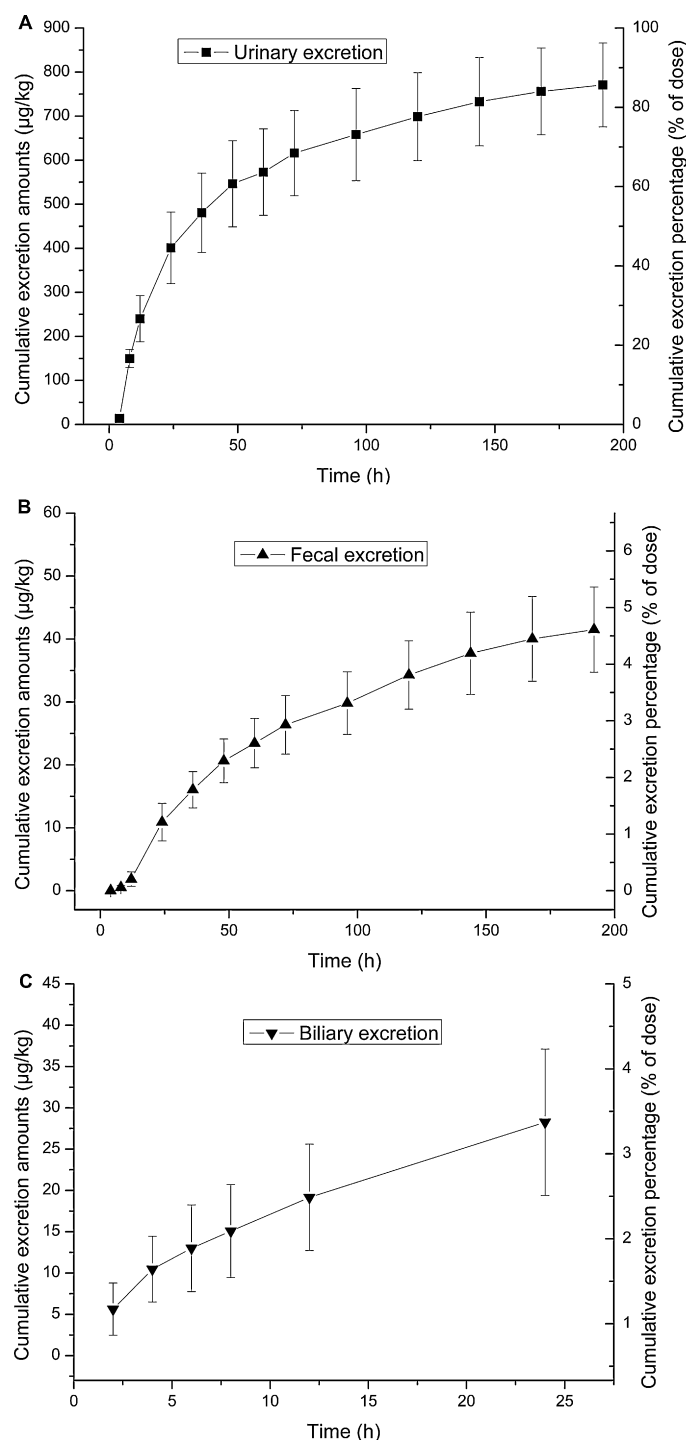 A
Urinary excretion
Cumulative excretion amounts (µg/kg)
900
800
700
600
500
400
300
200
100
0
Cumulative excretion percentage (% of dose)
100
80
60
40
20
0
0 50 100 150 200
Time (h)
B
Fecal excretion
Cumulative excretion amounts (µg/kg)
60
50
40
30
20
10
0
Cumulative excretion percentage (% of dose)
6
5
4
3
2
1
0
0 50 100 150 200
Time (h)
C
Biliary excretion
Cumulative excretion amounts (µg/kg)
45
40
35
30
25
20
15
10
5
0
Cumulative excretion percentage (% of dose)
5
4
3
2
1
0 5 10 15 20 25
Time (h)